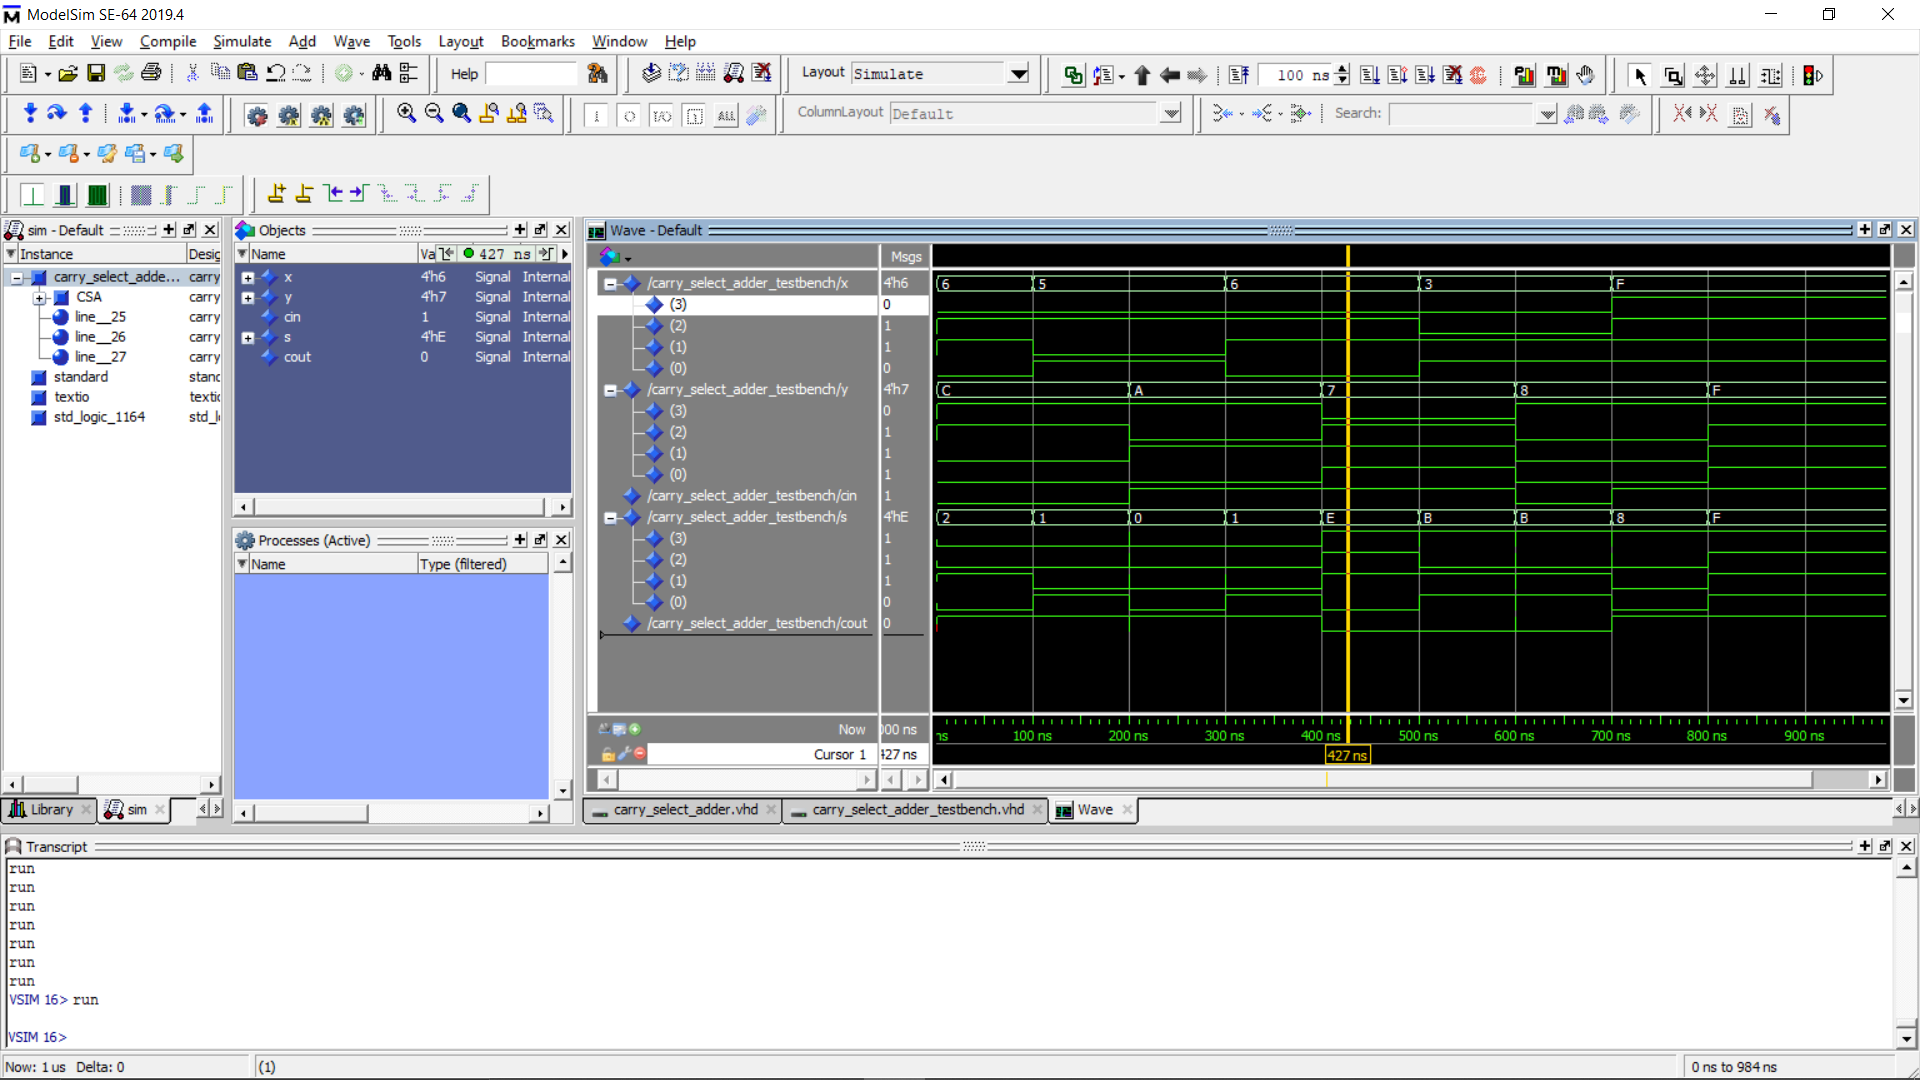 ModelSim SE-64 2019.4
File Edit View Compile Simulate Add Wave Tools Layout Bookmarks Window Help
Help
Layout Simulate
100 ns
ColumnLayout Default
Search:
sim - Default
Instance Desig
carry_select_adde... carry
CSA carry
line__25 carry
line__26 carry
line__27 carry
standard stand
textio textio
std_logic_1164 std_l
Library
sim
Objects
Name Va 427 ns
x 4'h6 Signal Internal
y 4'h7 Signal Internal
cin 1 Signal Internal
s 4'hE Signal Internal
cout 0 Signal Internal
Processes (Active)
Name Type (filtered)
Wave - Default
Msgs
/carry_select_adder_testbench/x 4'h6 6 5 6 3 F
(3) 0
(2) 1
(1) 1
(0) 0
/carry_select_adder_testbench/y 4'h7 C A 7 8 F
(3) 0
(2) 1
(1) 1
(0) 1
/carry_select_adder_testbench/cin 1
/carry_select_adder_testbench/s 4'hE 2 1 0 1 E B B 8 F
(3) 1
(2) 1
(1) 1
(0) 0
/carry_select_adder_testbench/cout 0
Now 00 ns ns 100 ns 200 ns 300 ns 400 ns 500 ns 600 ns 700 ns 800 ns 900 ns
Cursor 1 427 ns 427 ns
carry_select_adder.vhd carry_select_adder_testbench.vhd Wave
Transcript
run
run
run
run
run
run
run
VSIM 16> run
VSIM 16>
Now: 1 us Delta: 0 (1) 0 ns to 984 ns